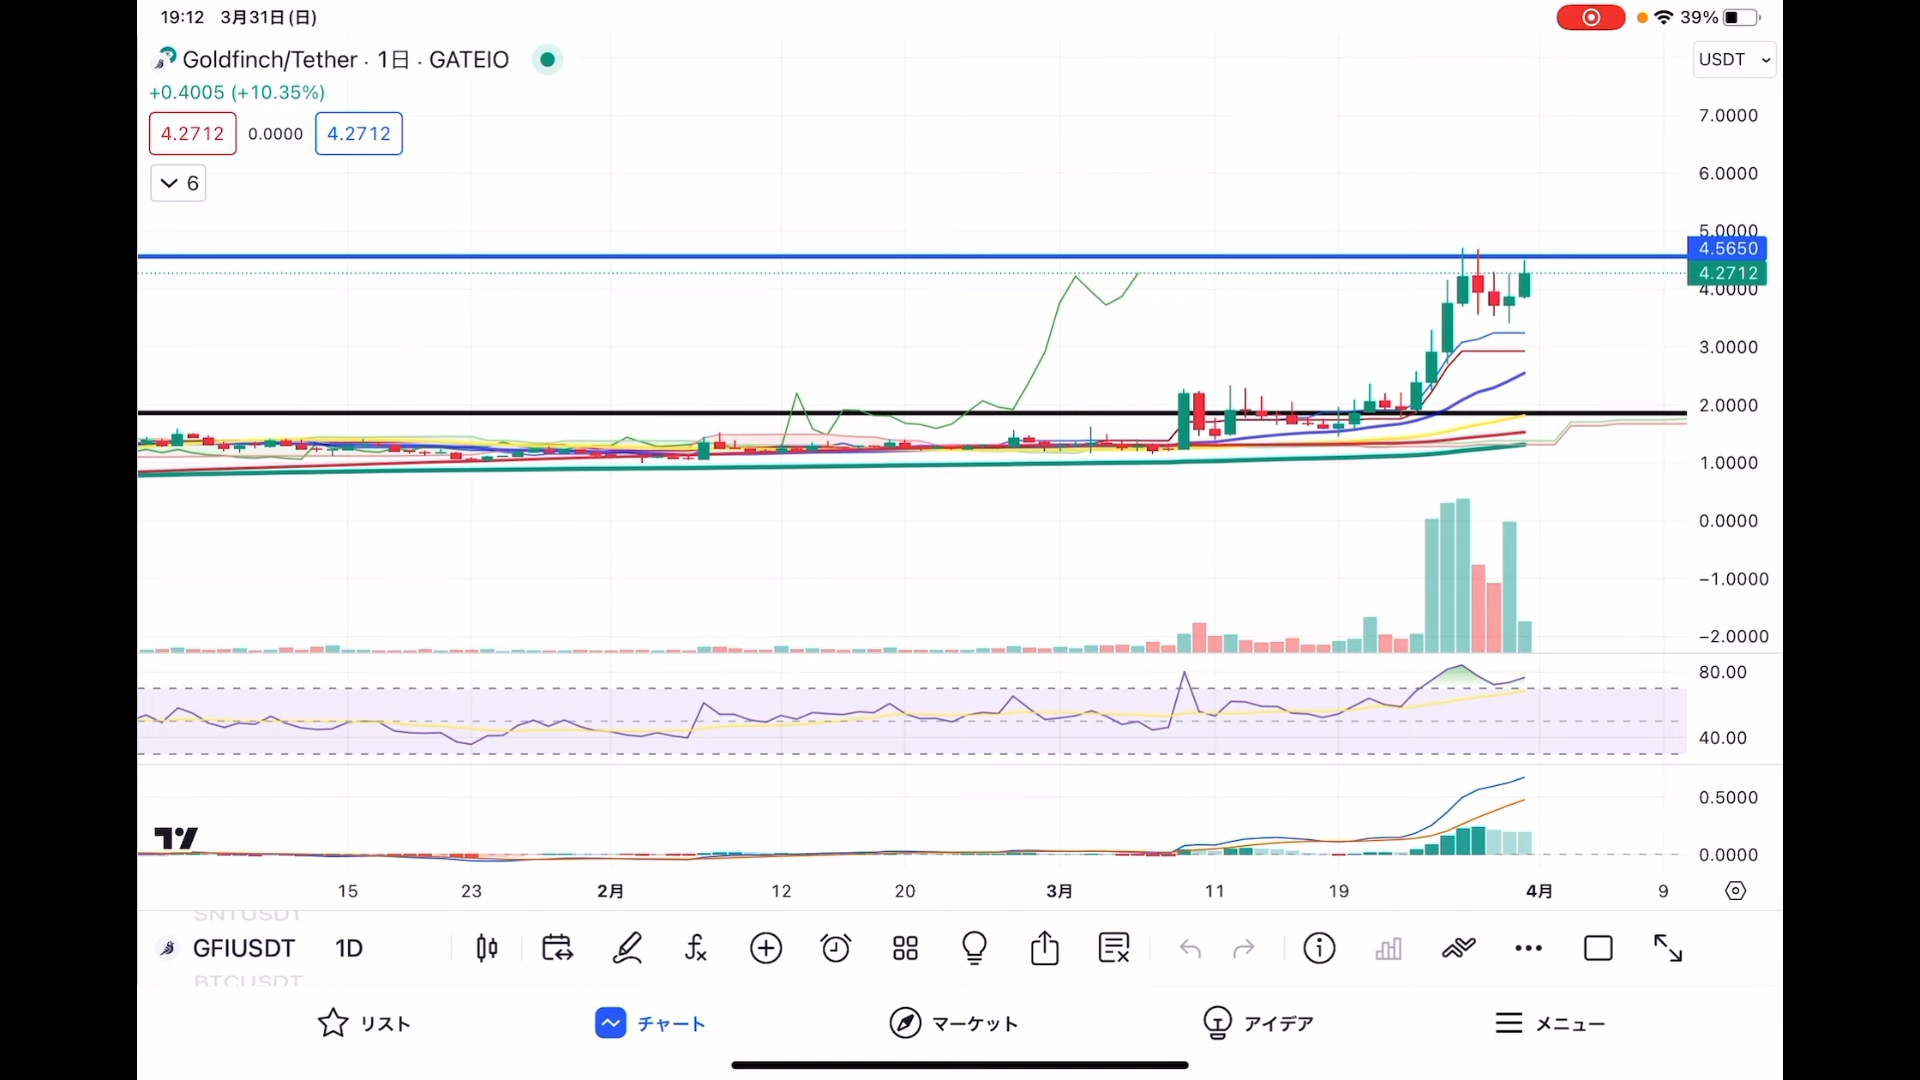 19:12 3月31日(日)
39%
Goldfinch/Tether · 1日 · GATEIO
USDT
+0.4005 (+10.35%)
4.2712 0.0000 4.2712
6
7.0000
6.0000
5.0000
4.5650
4.2712
4.0000
3.0000
2.0000
1.0000
0.0000
−1.0000
−2.0000
80.00
40.00
0.5000
0.0000
15 23 2月 12 20 3月 11 19 4月 9
SNTUSDT
GFIUSDT 1D
BTCUSDT
リスト チャート マーケット アイデア メニュー